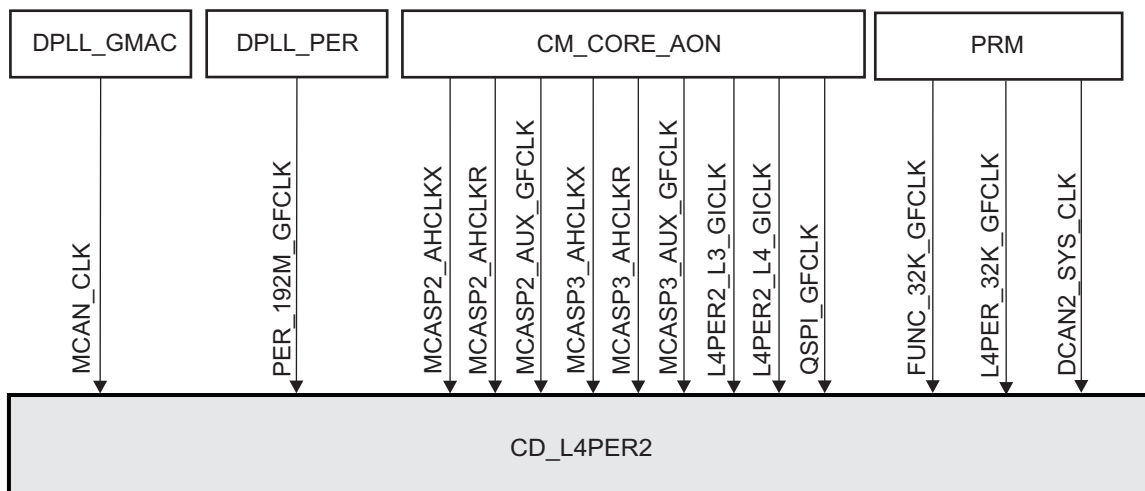 DPLL_GMAC
DPLL_PER
CM_CORE_AON
PRM
MCAN_CLK
PER_192M_GFCLK
MCASP2_AHCLKX
MCASP2_AHCLKR
MCASP2_AUX_GFCLK
MCASP3_AHCLKX
MCASP3_AHCLKR
MCASP3_AUX_GFCLK
L4PER2_L3_GICLK
L4PER2_L4_GICLK
QSPI_GFCLK
FUNC_32K_GFCLK
L4PER_32K_GFCLK
DCAN2_SYS_CLK
CD_L4PER2